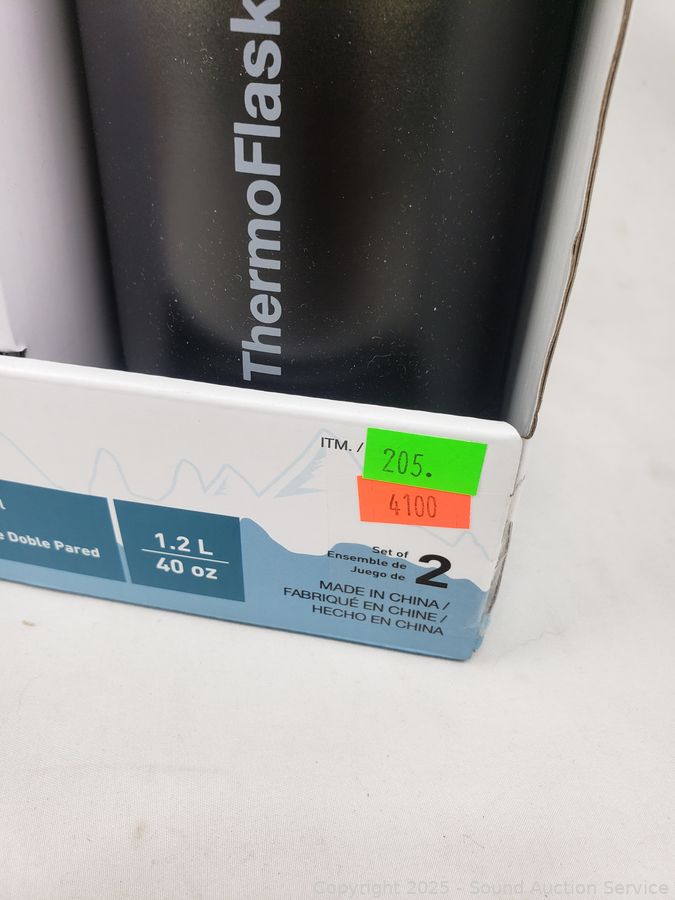 ThermoFlask
ITM. /
205.
4100
e Doble Pared
1.2 L
40 oz
Set of
Ensemble de
Juego de
2
MADE IN CHINA /
FABRIQUÉ EN CHINE /
HECHO EN CHINA
Copyright 2025 - Sound Auction Service